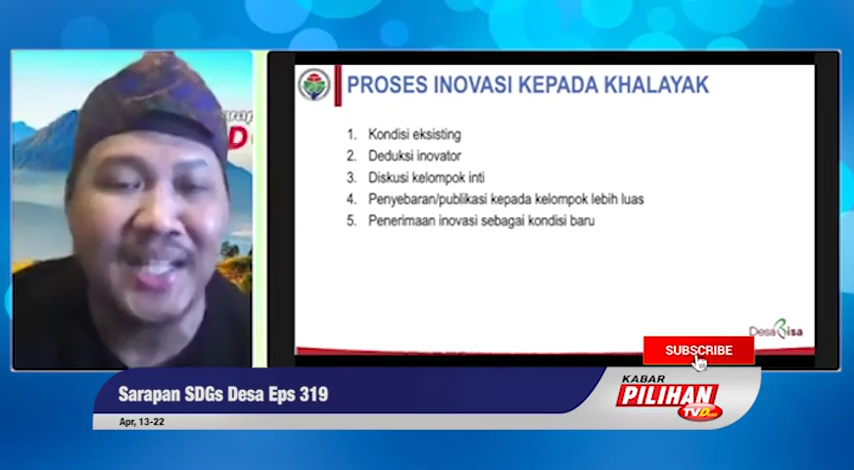 PROSES INOVASI KEPADA KHALAYAK
1. Kondisi eksisting
2. Deduksi inovator
3. Diskusi kelompok inti
4. Penyebaran/publikasi kepada kelompok lebih luas
5. Penerimaan inovasi sebagai kondisi baru
DesaBisa
SUBSCRIBE
Sarapan SDGs Desa Eps 319
Apr, 13-22
KABAR
PILIHAN
TVDesa